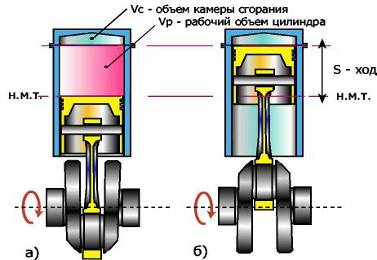 Vc - объем камеры сгорания
Vp - рабочий объем цилиндра
S - ход
н.м.т.
н.м.т.
а)
б)